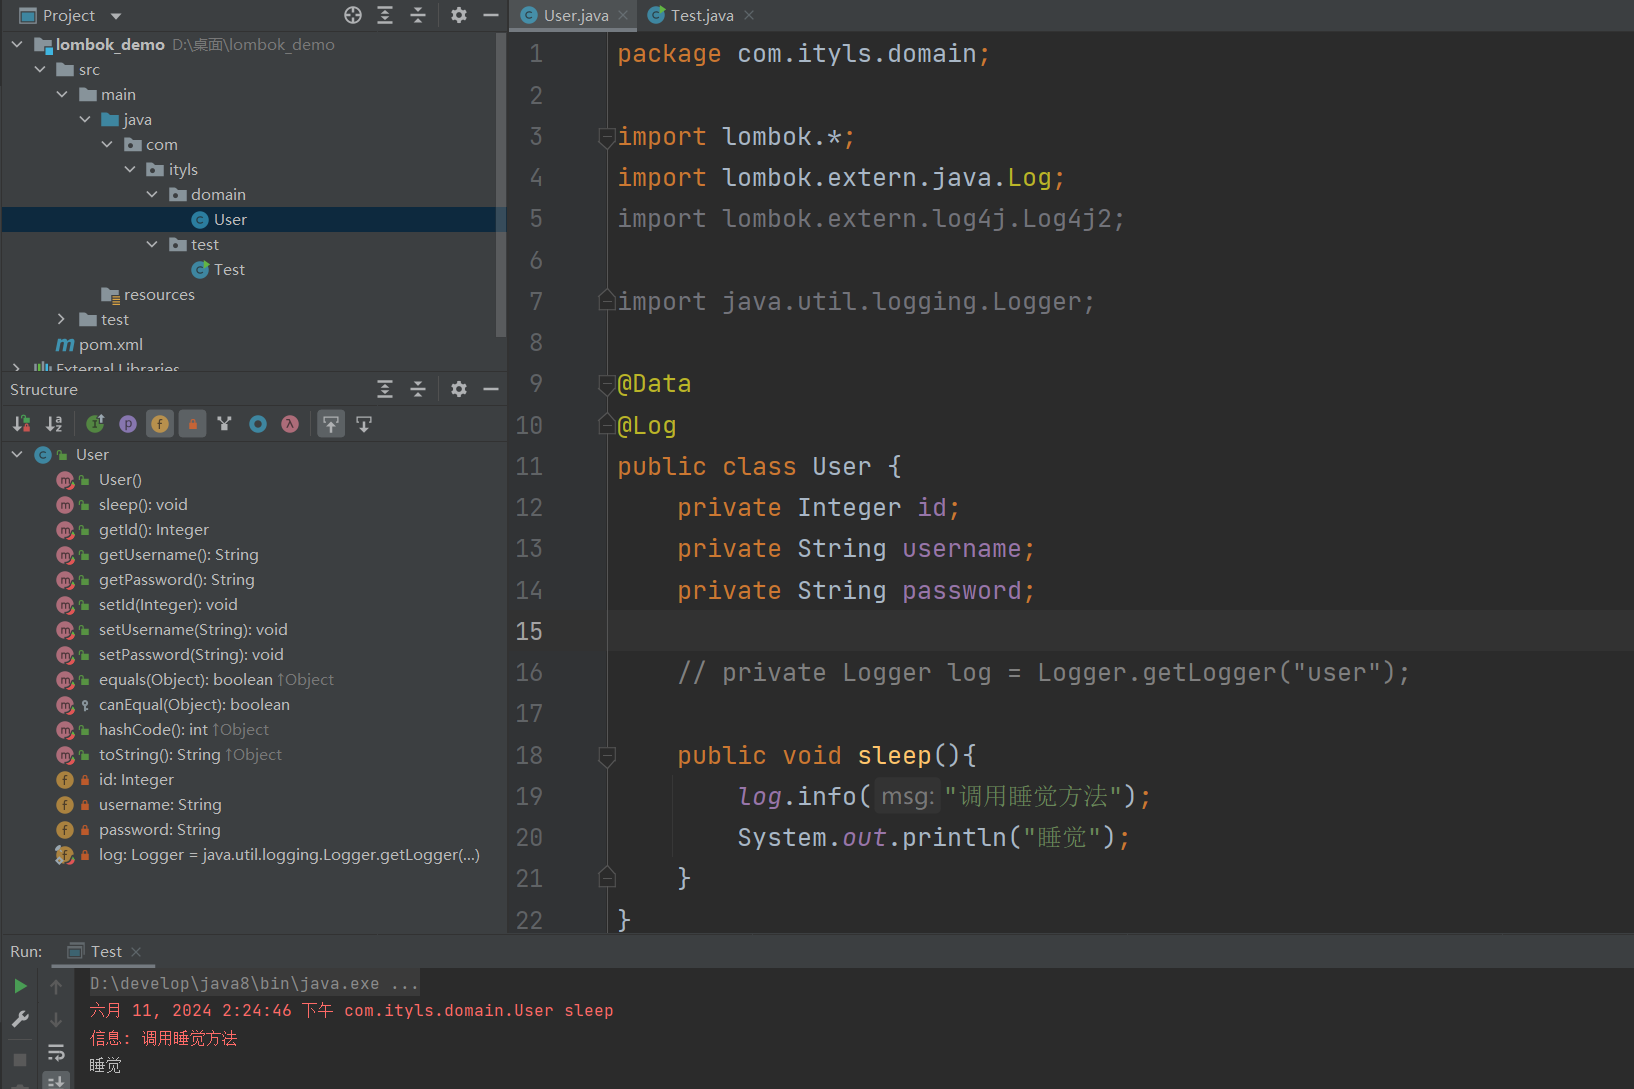 Project
lombok_demo D:\桌面\lombok_demo
src
main
java
com
ityls
domain
User
test
Test
resources
test
pom.xml
External Libraries
Structure
User
User()
sleep(): void
getId(): Integer
getUsername(): String
getPassword(): String
setId(Integer): void
setUsername(String): void
setPassword(String): void
equals(Object): boolean ↑Object
canEqual(Object): boolean
hashCode(): int ↑Object
toString(): String ↑Object
id: Integer
username: String
password: String
log: Logger = java.util.logging.Logger.getLogger(...)
User.java Test.java
1 package com.ityls.domain;
2
3 import lombok.*;
4 import lombok.extern.java.Log;
5 import lombok.extern.log4j.Log4j2;
6
7 import java.util.logging.Logger;
8
9 @Data
10 @Log
11 public class User {
12 private Integer id;
13 private String username;
14 private String password;
15
16 // private Logger log = Logger.getLogger("user");
17
18 public void sleep(){
19 log.info( msg: "调用睡觉方法");
20 System.out.println("睡觉");
21 }
22 }
Run: Test
D:\develop\java8\bin\java.exe ...
六月 11, 2024 2:24:46 下午 com.ityls.domain.User sleep
信息: 调用睡觉方法
睡觉